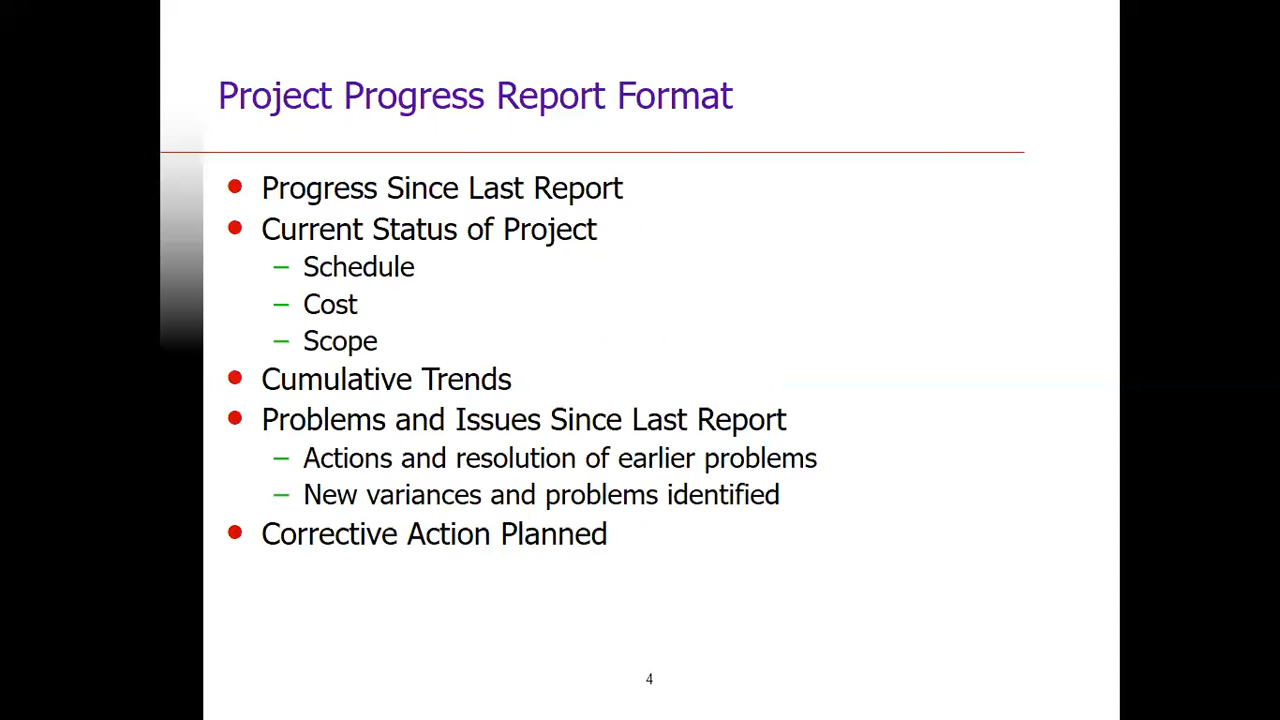 Project Progress Report Format
• Progress Since Last Report
• Current Status of Project
– Schedule
– Cost
– Scope
• Cumulative Trends
• Problems and Issues Since Last Report
– Actions and resolution of earlier problems
– New variances and problems identified
• Corrective Action Planned
4